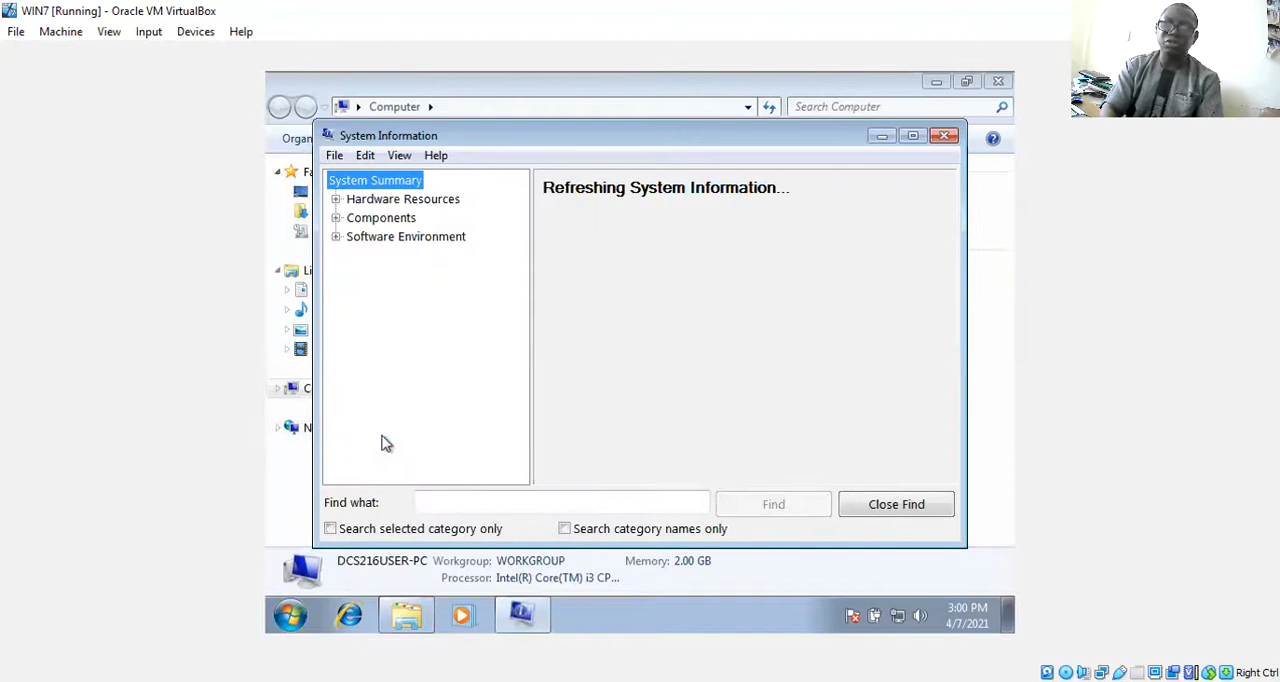 WIN7 [Running] - Oracle VM VirtualBox
File Machine View Input Devices Help
Computer
Search Computer
Organ
System Information
File Edit View Help
Fa
System Summary
Refreshing System Information...
Hardware Resources
Components
Software Environment
Li
C
N
Find what:
Find
Close Find
Search selected category only
Search category names only
DCS216USER-PC Workgroup: WORKGROUP Memory: 2.00 GB
Processor: Intel(R) Core(TM) i3 CP...
3:00 PM
4/7/2021
Right Ctrl